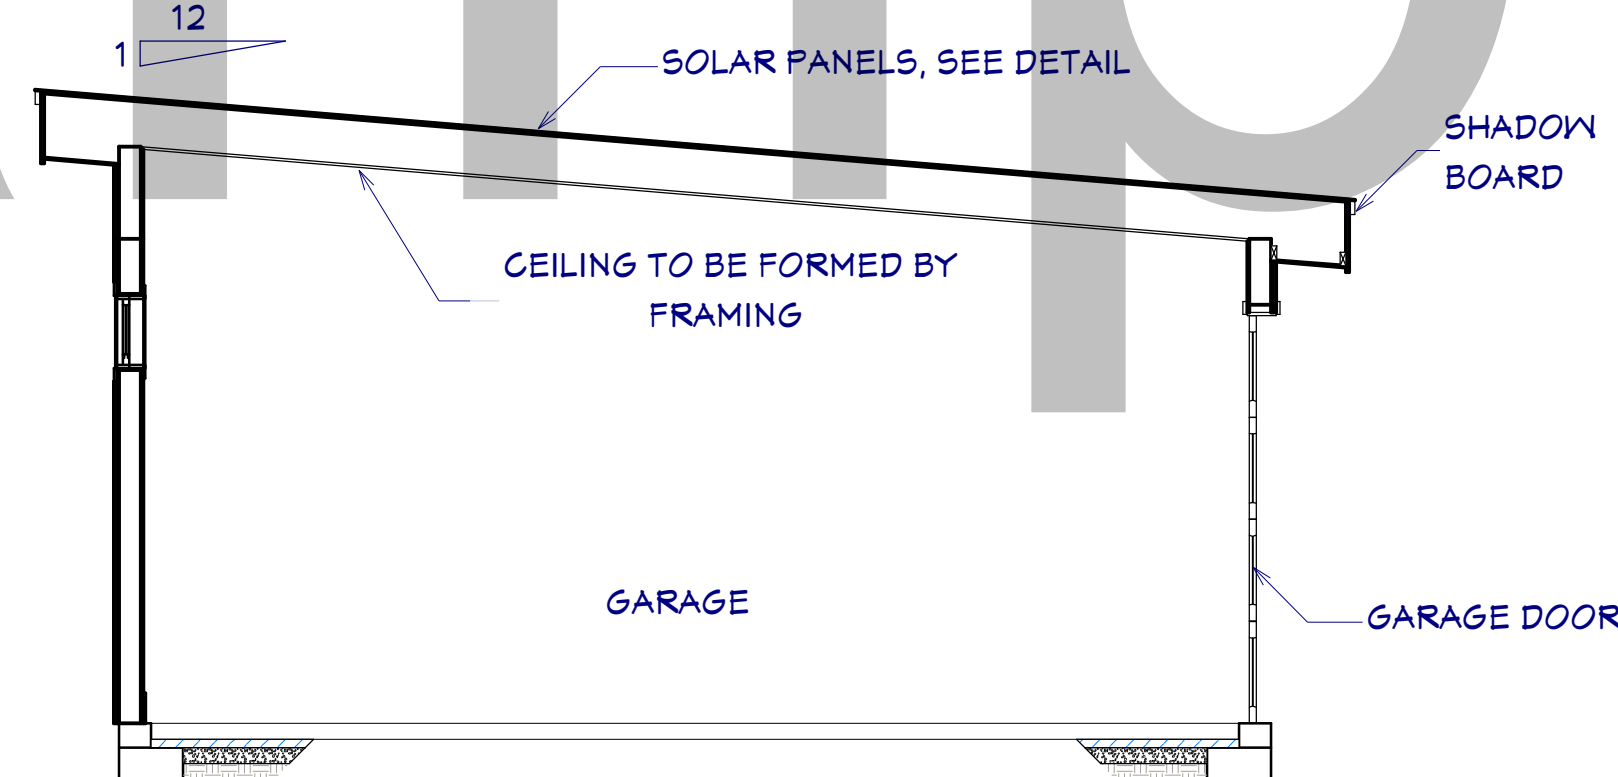 12
1
SOLAR PANELS, SEE DETAIL
SHADOW
BOARD
CEILING TO BE FORMED BY
FRAMING
GARAGE
GARAGE DOOR